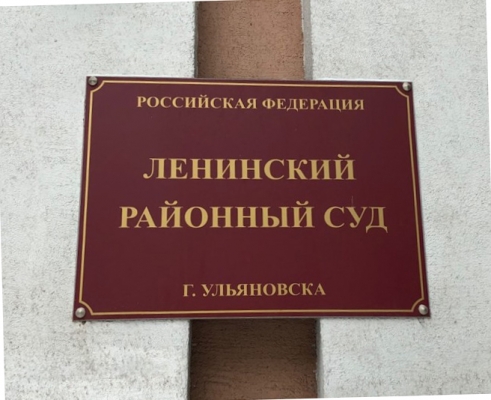 РОССИЙСКАЯ ФЕДЕРАЦИЯ
ЛЕНИНСКИЙ
РАЙОННЫЙ СУД
Г. УЛЬЯНОВСКА